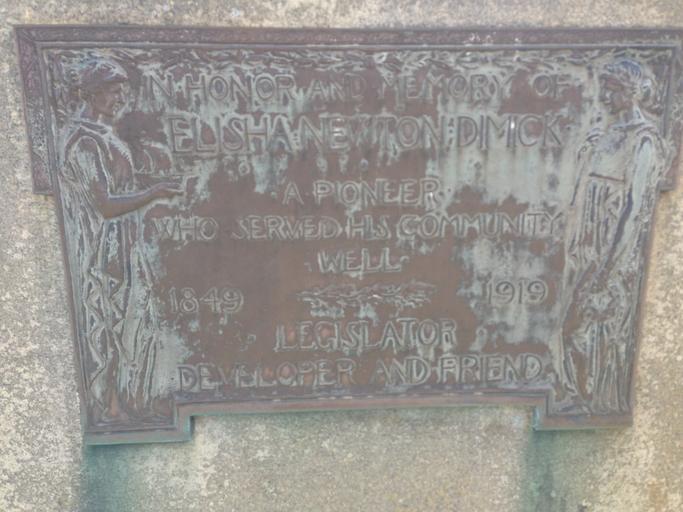 IN HONOR AND MEMORY OF
ELISHA NEWTON DIMICK
A PIONEER
WHO SERVED HIS COMMUNITY
WELL
1849 1919
LEGISLATOR
DEVELOPER AND FRIEND